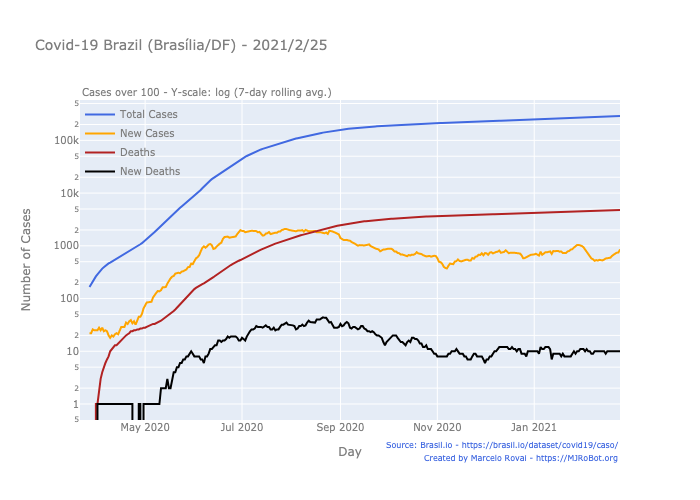 Covid-19 Brazil (Brasília/DF) - 2021/2/25
Cases over 100 - Y-scale: log (7-day rolling avg.)
Total Cases
New Cases
Deaths
New Deaths
Number of Cases
5
2
100k
5
2
10k
5
2
1000
5
2
100
5
2
10
5
2
1
5
May 2020
Jul 2020
Sep 2020
Nov 2020
Jan 2021
Day
Source: Brasil.io - https://brasil.io/dataset/covid19/caso/
Created by Marcelo Rovai - https://MJRoBot.org